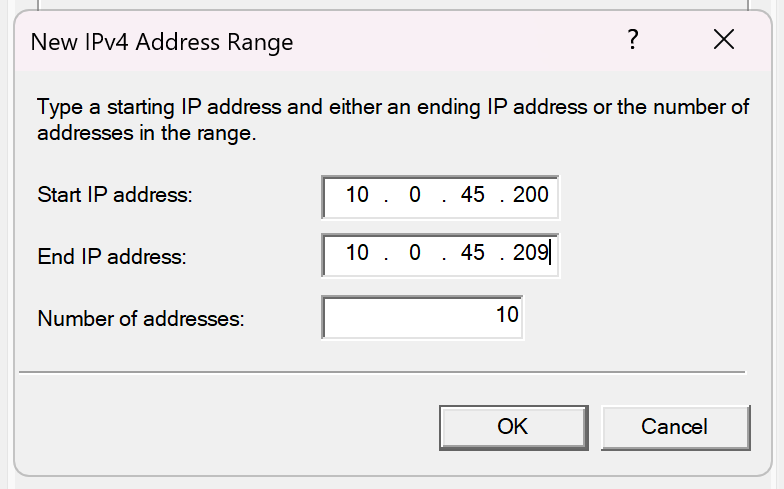 New IPv4 Address Range ?
Type a starting IP address and either an ending IP address or the number of
addresses in the range.
Start IP address: 10 . 0 . 45 . 200
End IP address: 10 . 0 . 45 . 209
Number of addresses: 10
OK Cancel